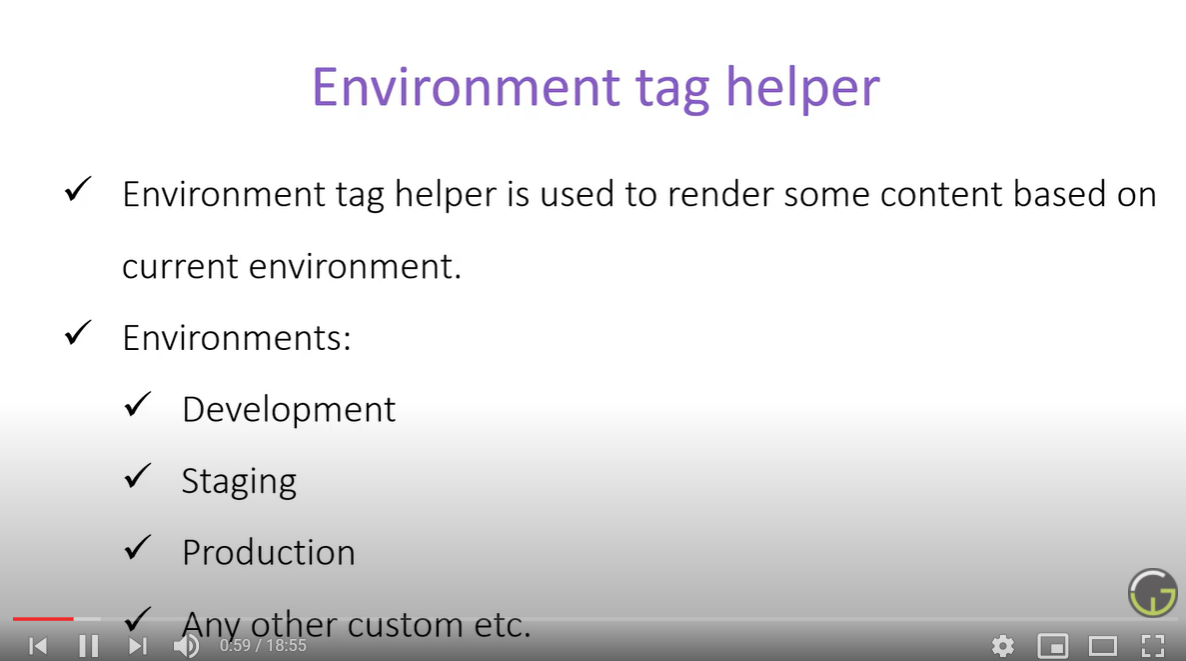 Environment tag helper
Environment tag helper is used to render some content based on
current environment.
Environments:
Development
Staging
Production
Any other custom etc.
0:59 / 18:55